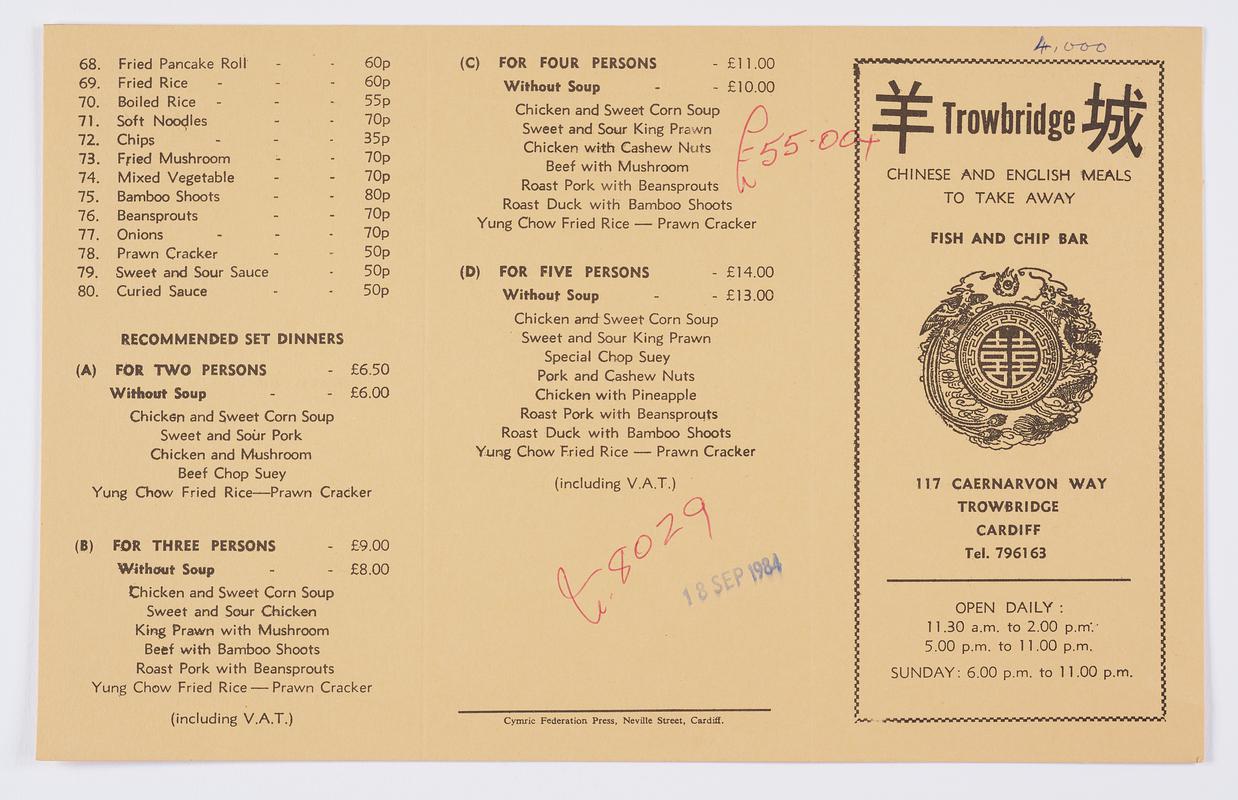 68. Fried Pancake Roll - - 60p
69. Fried Rice - - - 60p
70. Boiled Rice - - - 55p
71. Soft Noodles - - 70p
72. Chips - - - 35p
73. Fried Mushroom - - 70p
74. Mixed Vegetable - - 70p
75. Bamboo Shoots - - 80p
76. Beansprouts - - 70p
77. Onions - - - 70p
78. Prawn Cracker - - 50p
79. Sweet and Sour Sauce - 50p
80. Curied Sauce - - 50p
RECOMMENDED SET DINNERS
(A) FOR TWO PERSONS - £6.50
Without Soup - - £6.00
Chicken and Sweet Corn Soup
Sweet and Sour Pork
Chicken and Mushroom
Beef Chop Suey
Yung Chow Fried Rice—Prawn Cracker
(B) FOR THREE PERSONS - £9.00
Without Soup - - £8.00
Chicken and Sweet Corn Soup
Sweet and Sour Chicken
King Prawn with Mushroom
Beef with Bamboo Shoots
Roast Pork with Beansprouts
Yung Chow Fried Rice — Prawn Cracker
(including V.A.T.)
(C) FOR FOUR PERSONS - £11.00
Without Soup - - £10.00
Chicken and Sweet Corn Soup
Sweet and Sour King Prawn
Chicken with Cashew Nuts
Beef with Mushroom
Roast Pork with Beansprouts
Roast Duck with Bamboo Shoots
Yung Chow Fried Rice — Prawn Cracker
£55-00+
(D) FOR FIVE PERSONS - £14.00
Without Soup - - £13.00
Chicken and Sweet Corn Soup
Sweet and Sour King Prawn
Special Chop Suey
Pork and Cashew Nuts
Chicken with Pineapple
Roast Pork with Beansprouts
Roast Duck with Bamboo Shoots
Yung Chow Fried Rice — Prawn Cracker
(including V.A.T.)
8029
18 SEP 1984
Cymric Federation Press, Neville Street, Cardiff.
4,000
羊 Trowbridge 城
CHINESE AND ENGLISH MEALS
TO TAKE AWAY
FISH AND CHIP BAR
117 CAERNARVON WAY
TROWBRIDGE
CARDIFF
Tel. 796163
OPEN DAILY :
11.30 a.m. to 2.00 p.m.
5.00 p.m. to 11.00 p.m.
SUNDAY: 6.00 p.m. to 11.00 p.m.